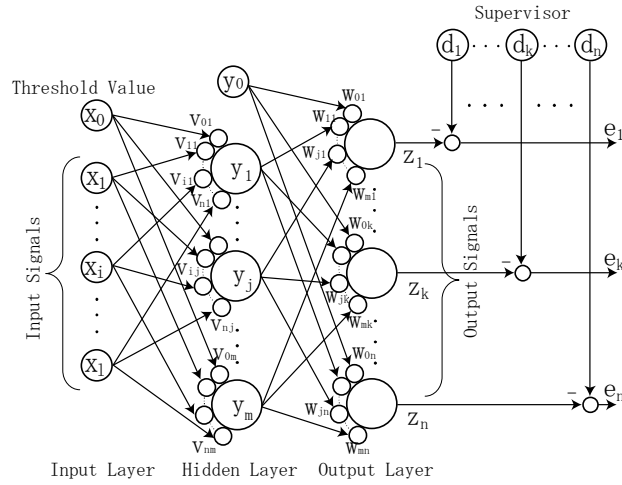 Supervisor
d1 ... dk ... dn
Threshold Value
x0
y0
V01
V11
Vi1
Vn1
y1
W01
W11
Wj1
Wm1
z1
−
e1
Input Signals
x1
xi
x1
Vij
Vnj
yj
W0k
Wjk
Wmk
zk
−
ek
Output Signals
V0m
Vnm
ym
W0n
Wjn
Wmn
zn
−
en
Input Layer Hidden Layer Output Layer